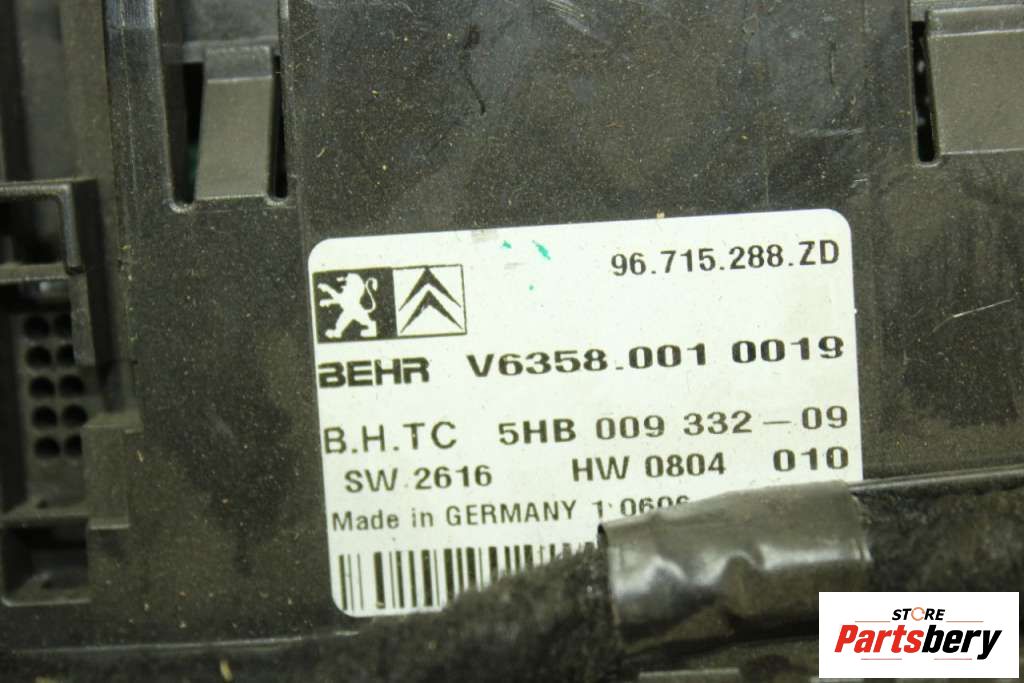 96.715.288.ZD
BEHR V6358.001 0019
B.H.TC 5HB 009 332-09
SW 2616 HW 0804 010
Made in GERMANY
STORE
Partsbery